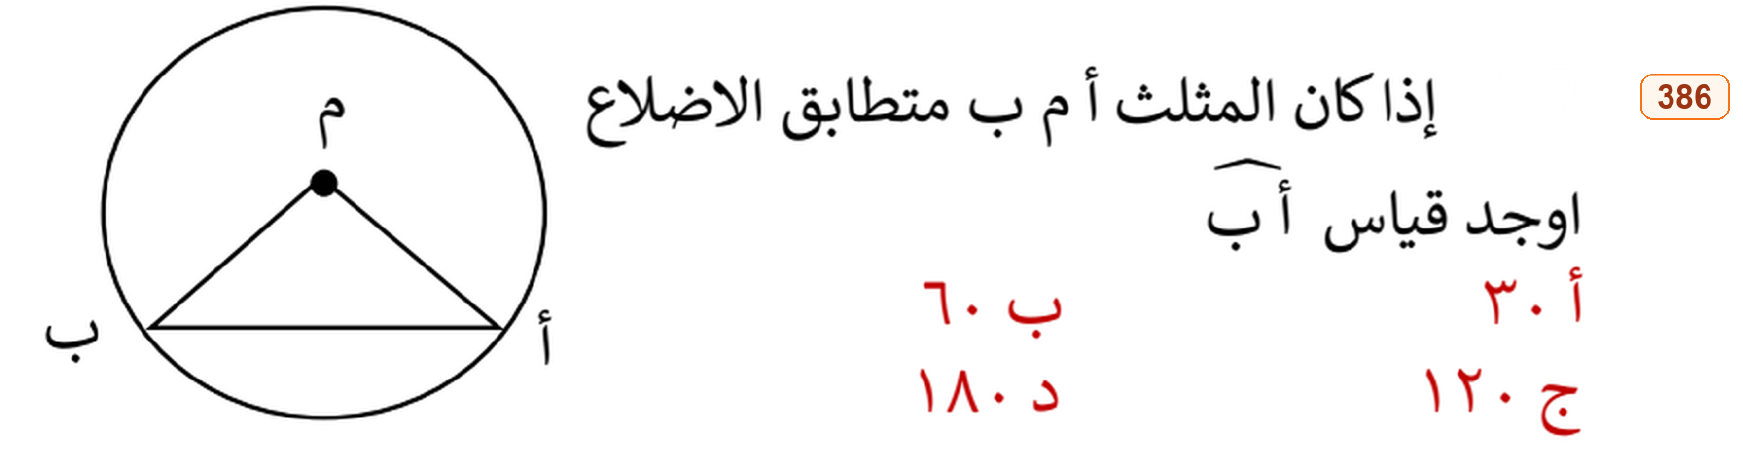 386
إذا كان المثلث أ م ب متطابق الاضلاع
اوجد قياس أ ب
أ ٣٠ ب ٦٠
ج ١٢٠ د ١٨٠
م
أ
ب